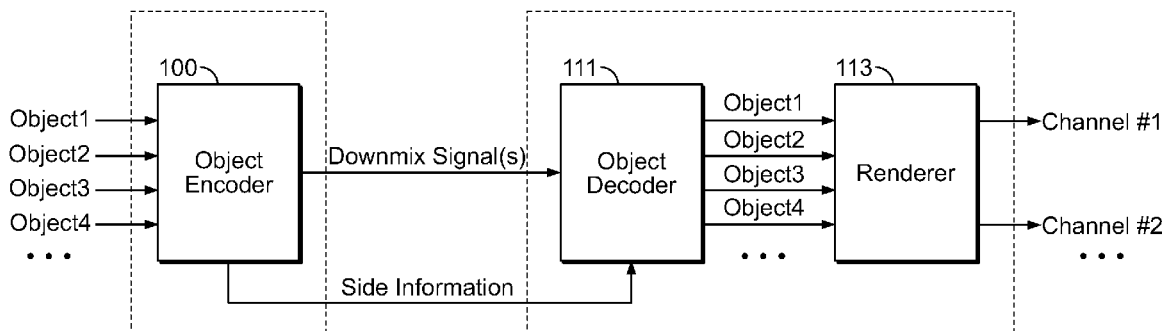 100
111
113
Object1
Object2
Object3
Object4
• • •
Object
Encoder
Downmix Signal(s)
Side Information
Object
Decoder
Object1
Object2
Object3
Object4
• • •
Renderer
Channel #1
Channel #2
• • •